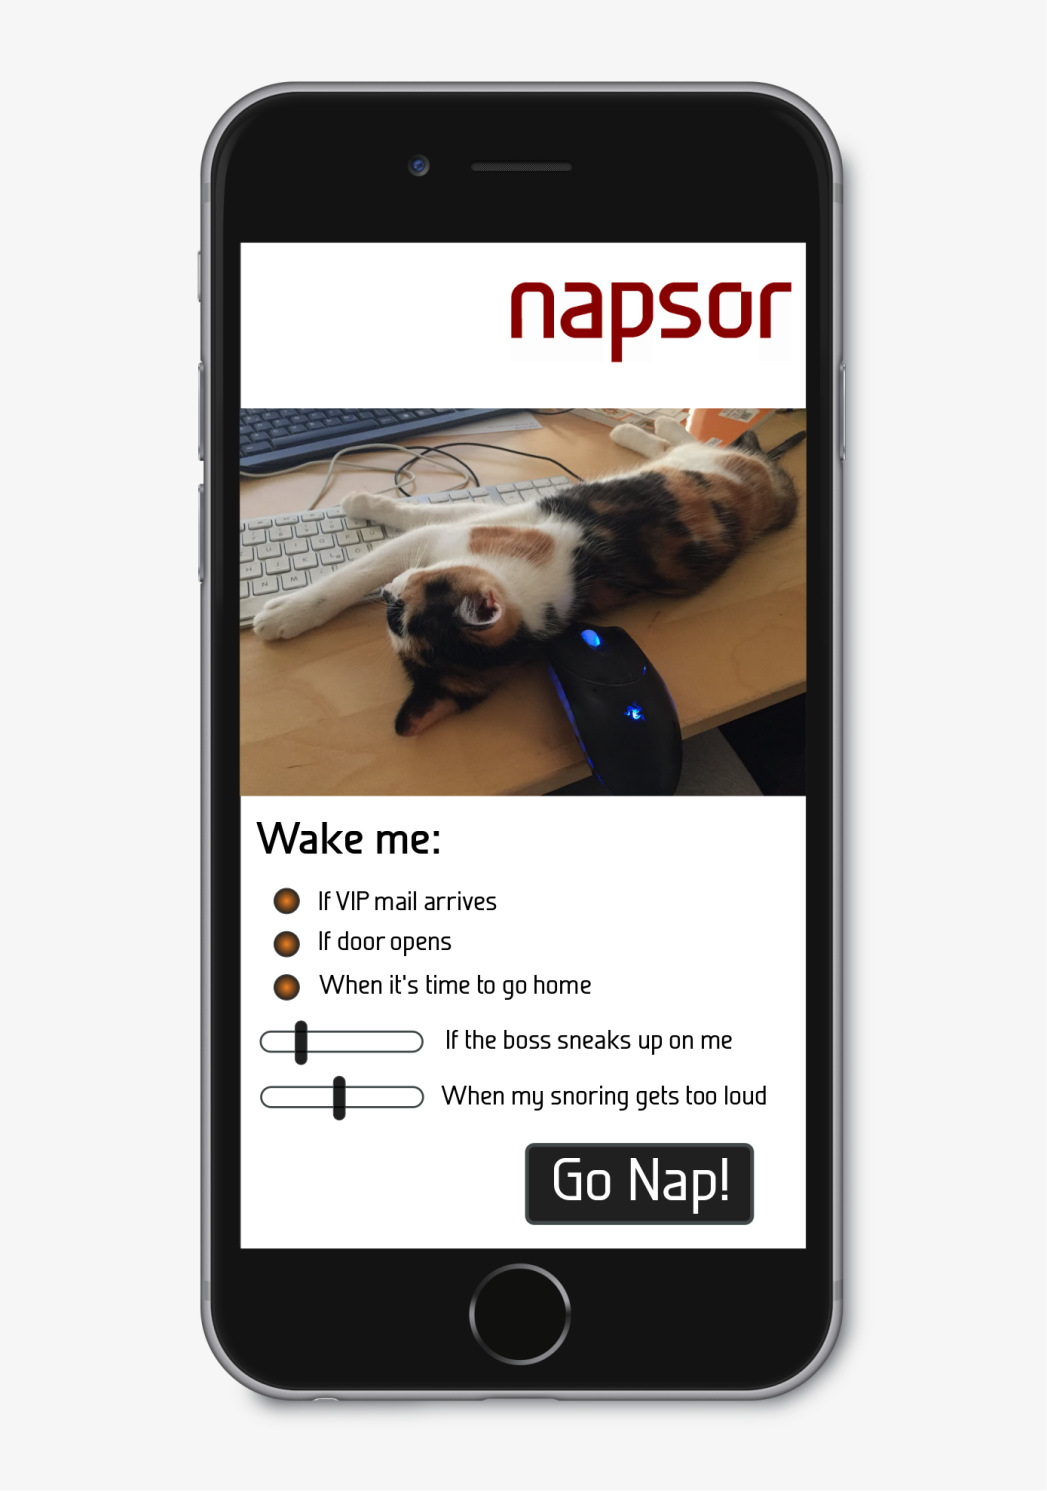 napsor
Wake me:
If VIP mail arrives
If door opens
When it's time to go home
If the boss sneaks up on me
When my snoring gets too loud
Go Nap!